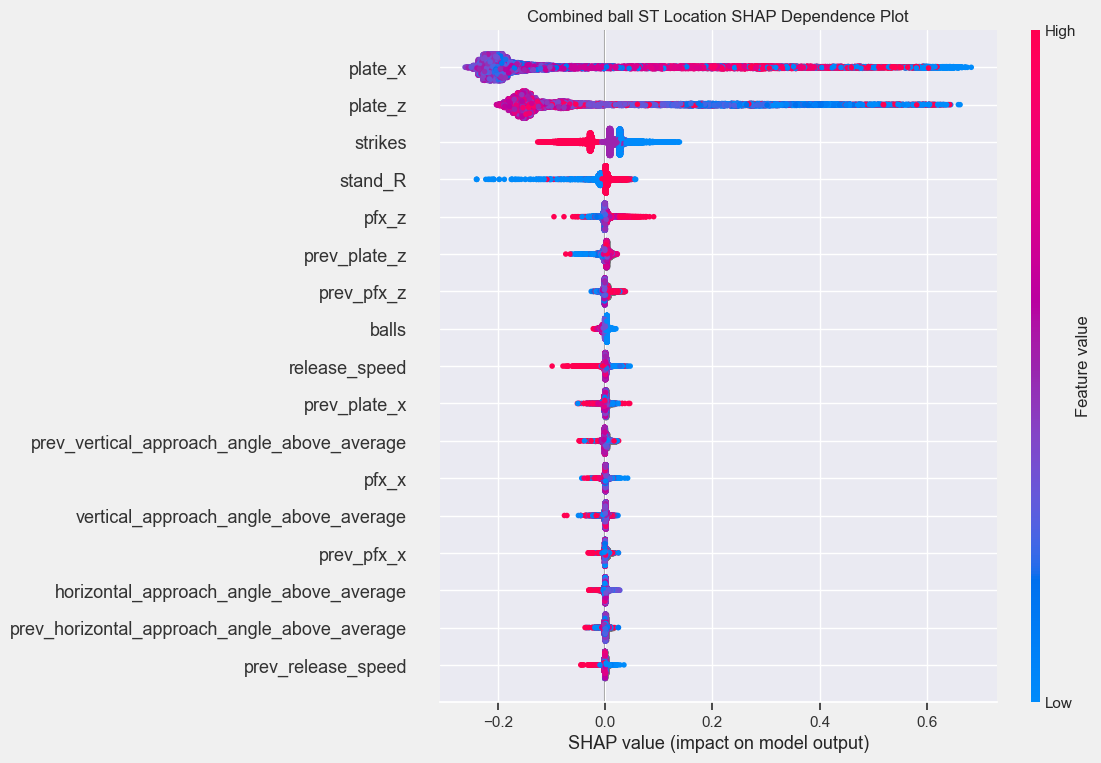 Combined ball ST Location SHAP Dependence Plot
plate_x
plate_z
strikes
stand_R
pfx_z
prev_plate_z
prev_pfx_z
balls
release_speed
prev_plate_x
prev_vertical_approach_angle_above_average
pfx_x
vertical_approach_angle_above_average
prev_pfx_x
horizontal_approach_angle_above_average
prev_horizontal_approach_angle_above_average
prev_release_speed
−0.2 0.0 0.2 0.4 0.6
SHAP value (impact on model output)
High
Feature value
Low